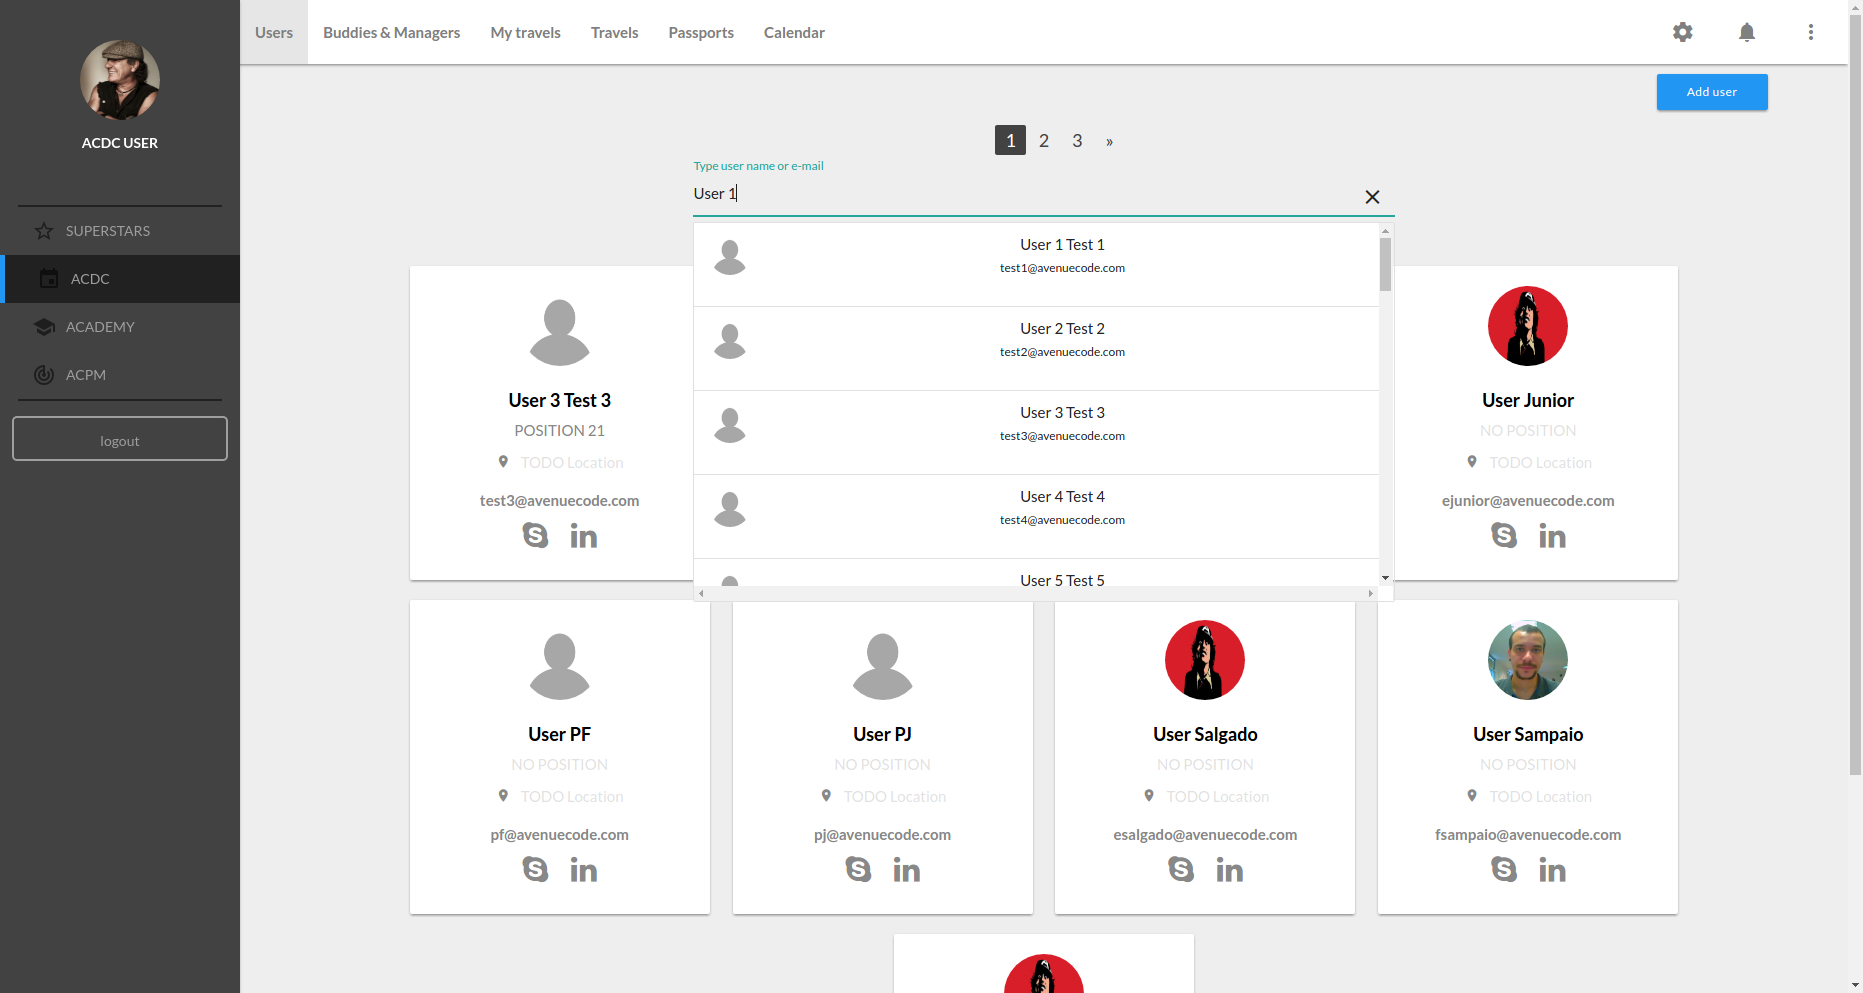 ACDC USER
SUPERSTARS
ACDC
ACADEMY
ACPM
logout
Users Buddies & Managers My travels Travels Passports Calendar
Add user
1 2 3 »
Type user name or e-mail
User 1
User 1 Test 1
test1@avenuecode.com
User 2 Test 2
test2@avenuecode.com
User 3 Test 3
test3@avenuecode.com
User 4 Test 4
test4@avenuecode.com
User 5 Test 5
User 3 Test 3
POSITION 21
TODO Location
test3@avenuecode.com
in
User Junior
NO POSITION
TODO Location
ejunior@avenuecode.com
in
User PF
NO POSITION
TODO Location
pf@avenuecode.com
in
User PJ
NO POSITION
TODO Location
pj@avenuecode.com
in
User Salgado
NO POSITION
TODO Location
esalgado@avenuecode.com
in
User Sampaio
NO POSITION
TODO Location
fsampaio@avenuecode.com
in